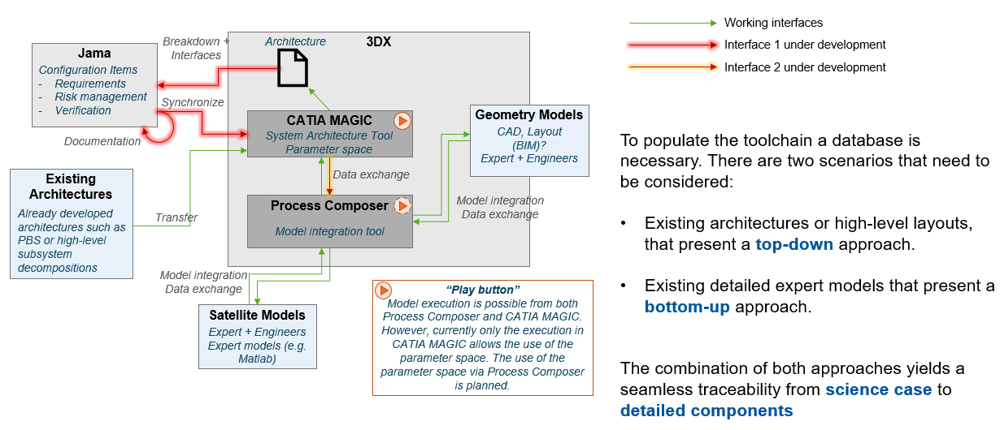 Breakdown +
Interfaces
Architecture
3DX
Jama
Configuration Items
- Requirements
- Risk management
- Verification
Synchronize
Documentation
CATIA MAGIC
System Architecture Tool
Parameter space
Geometry Models
CAD, Layout
(BIM)?
Expert + Engineers
Data exchange
Existing
Architectures
Already developed
architectures such as
PBS or high-level
subsystem
decompositions
Transfer
Process Composer
Model integration tool
Model integration
Data exchange
Model integration
Data exchange
Satellite Models
Expert + Engineers
Expert models (e.g.
Matlab)
“Play button”
Model execution is possible from both
Process Composer and CATIA MAGIC.
However, currently only the execution in
CATIA MAGIC allows the use of the
parameter space. The use of the
parameter space via Process Composer
is planned.
Working interfaces
Interface 1 under development
Interface 2 under development
To populate the toolchain a database is
necessary. There are two scenarios that need to
be considered:
• Existing architectures or high-level layouts,
that present a top-down approach.
• Existing detailed expert models that present a
bottom-up approach.
The combination of both approaches yields a
seamless traceability from science case to
detailed components